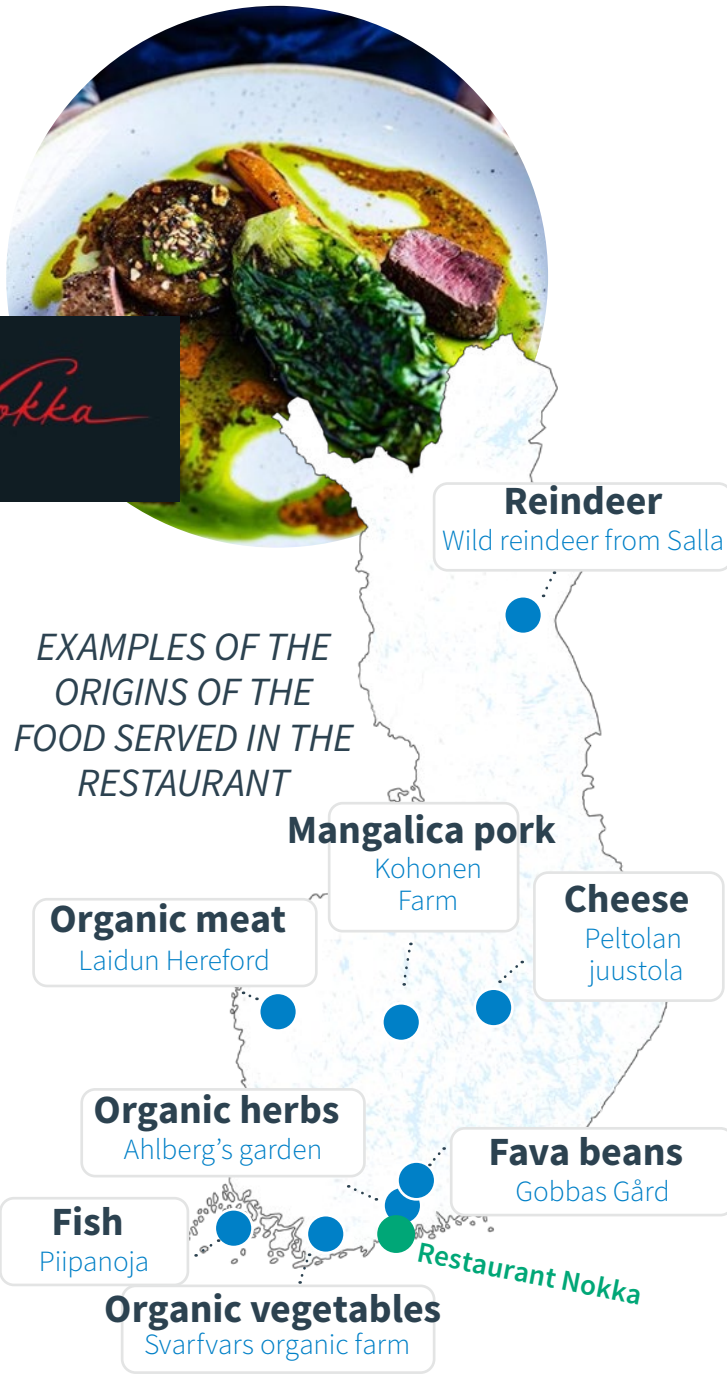 Reindeer
Wild reindeer from Salla
EXAMPLES OF THE
ORIGINS OF THE
FOOD SERVED IN THE
RESTAURANT
Mangalica pork
Kohonen
Farm
Cheese
Peltolan
juustola
Organic meat
Laidun Hereford
Organic herbs
Ahlberg's garden
Fava beans
Gobbas Gård
Fish
Piipanoja
Restaurant Nokka
Organic vegetables
Svarfvars organic farm